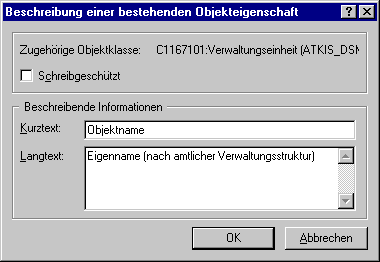 Beschreibung einer bestehenden Objekteigenschaft
Zugehörige Objektklasse: C1167101:Verwaltungseinheit (ATKIS_DSM
Schreibgeschützt
Beschreibende Informationen
Kurztext: Objektname
Langtext: Eigenname (nach amtlicher Verwaltungsstruktur)
OK Abbrechen